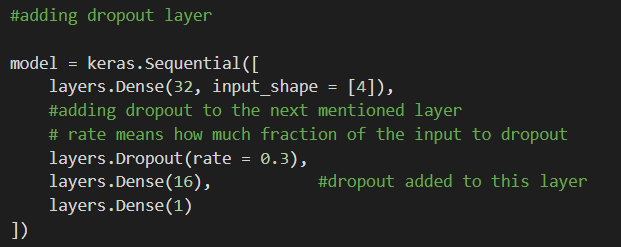 #adding dropout layer
model = keras.Sequential([
layers.Dense(32, input_shape = [4]),
#adding dropout to the next mentioned layer
# rate means how much fraction of the input to dropout
layers.Dropout(rate = 0.3),
layers.Dense(16), #dropout added to this layer
layers.Dense(1)
])